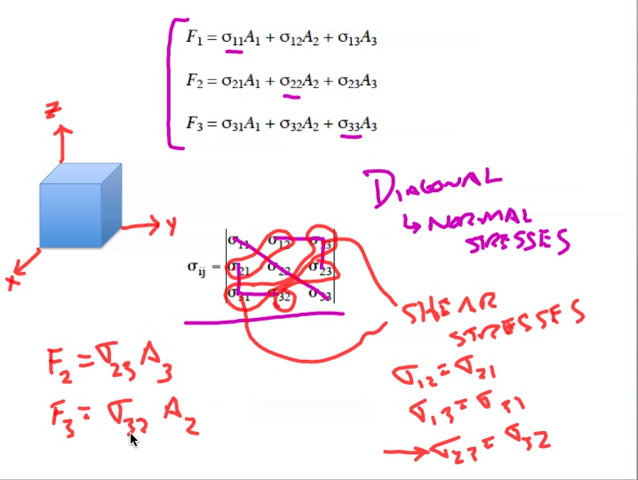 F₁ = σ₁₁A₁ + σ₁₂A₂ + σ₁₃A₃
F₂ = σ₂₁A₁ + σ₂₂A₂ + σ₂₃A₃
F₃ = σ₃₁A₁ + σ₃₂A₂ + σ₃₃A₃
Z
Y
X
DIAGONAL
↳ NORMAL
STRESSES
σ₁₁ σ₁₂ σ₁₃
σᵢⱼ = σ₂₁ σ₂₂ σ₂₃
σ₃₁ σ₃₂ σ₃₃
SHEAR
STRESSES
F₂ = σ₂₃ A₃
F₃ = σ₃₂ A₂
σ₁₂ = σ₂₁
σ₁₃ = σ₃₁
→ σ₂₃ = σ₃₂